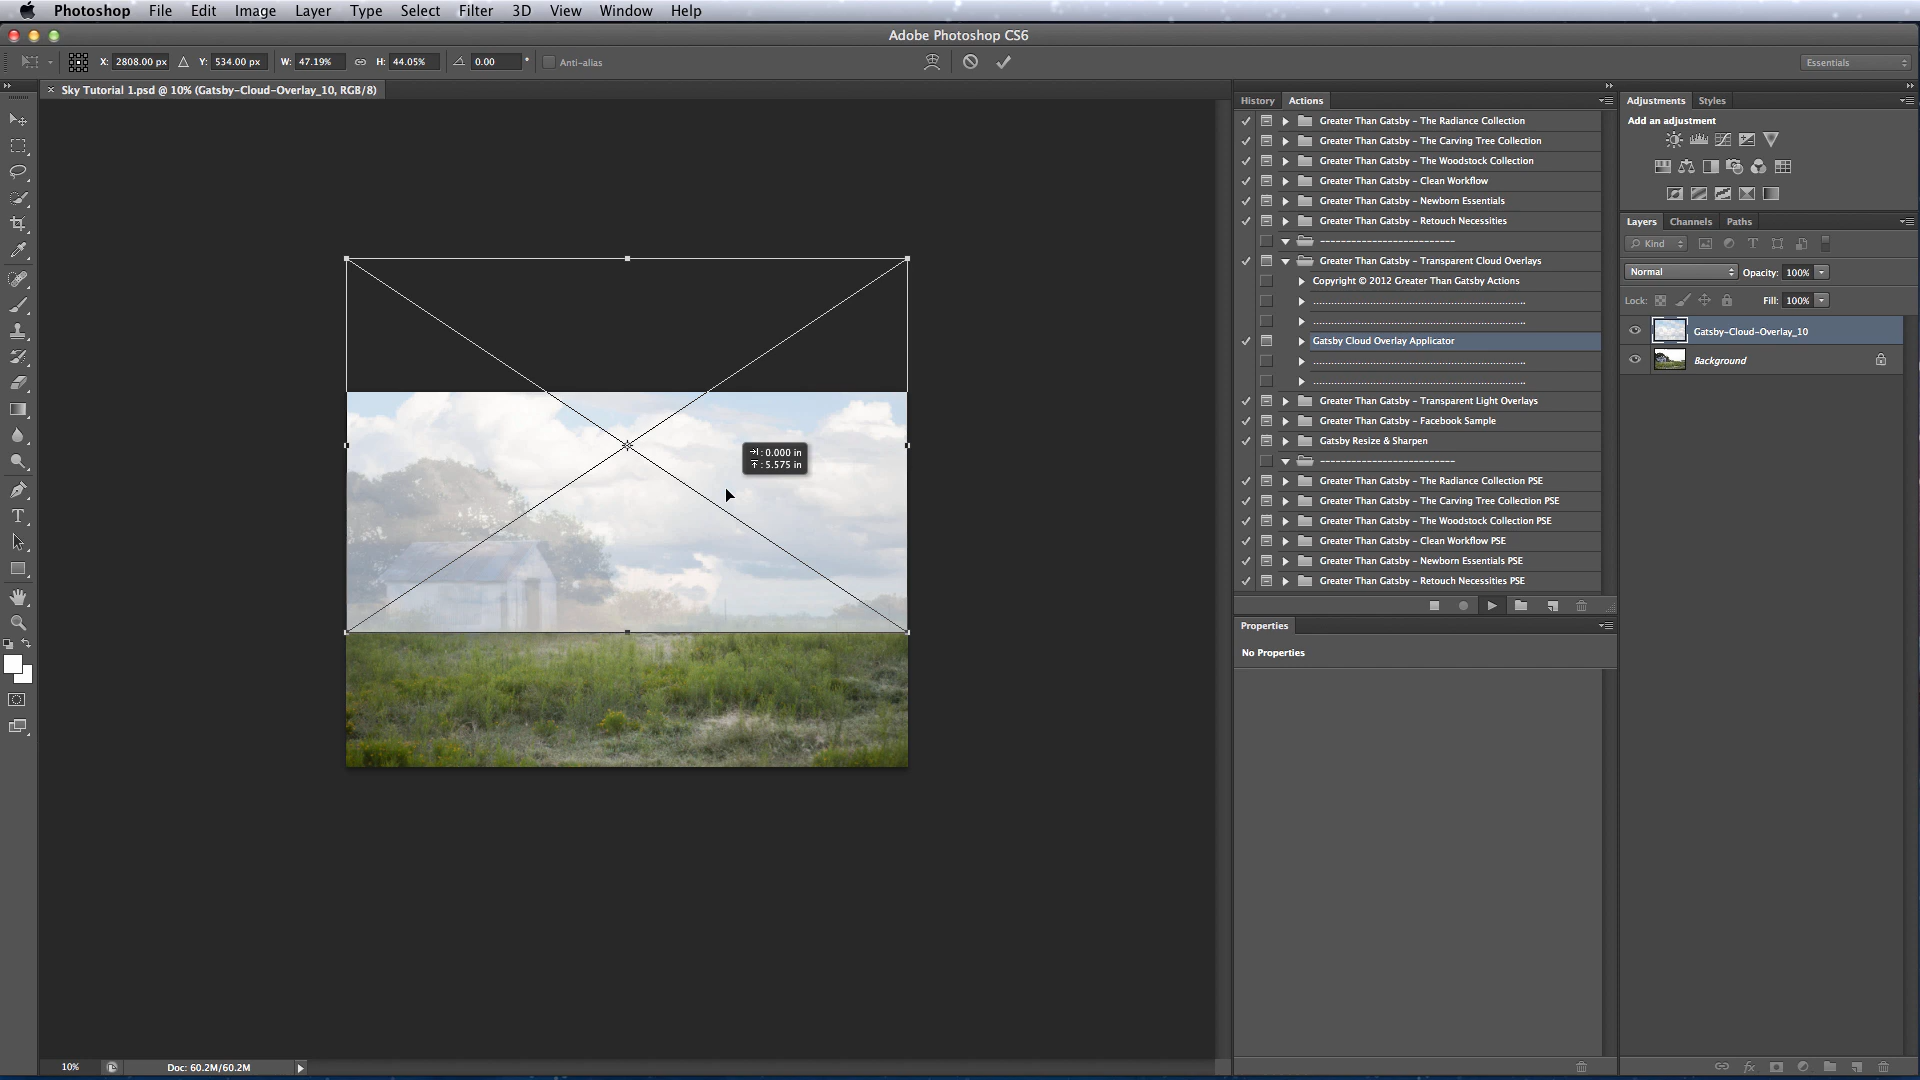 Photoshop File Edit Image Layer Type Select Filter 3D View Window Help
Adobe Photoshop CS6
X: 2808.00 px Y: 534.00 px W: 47.19% H: 44.05% 0.00 ° Anti-alias Essentials
× Sky Tutorial 1.psd @ 10% (Gatsby-Cloud-Overlay_10, RGB/8)
History Actions
Greater Than Gatsby - The Radiance Collection
Greater Than Gatsby - The Carving Tree Collection
Greater Than Gatsby - The Woodstock Collection
Greater Than Gatsby - Clean Workflow
Greater Than Gatsby - Newborn Essentials
Greater Than Gatsby - Retouch Necessities
---------------------------
Greater Than Gatsby - Transparent Cloud Overlays
Copyright © 2012 Greater Than Gatsby Actions
Gatsby Cloud Overlay Applicator
Greater Than Gatsby - Transparent Light Overlays
Greater Than Gatsby - Facebook Sample
Gatsby Resize & Sharpen
---------------------------
Greater Than Gatsby - The Radiance Collection PSE
Greater Than Gatsby - The Carving Tree Collection PSE
Greater Than Gatsby - The Woodstock Collection PSE
Greater Than Gatsby - Clean Workflow PSE
Greater Than Gatsby - Newborn Essentials PSE
Greater Than Gatsby - Retouch Necessities PSE
Properties
No Properties
Adjustments Styles
Add an adjustment
Layers Channels Paths
Kind
Normal Opacity: 100%
Lock: Fill: 100%
Gatsby-Cloud-Overlay_10
Background
fx
: 0.000 in
: 5.575 in
10% Doc: 60.2M/60.2M